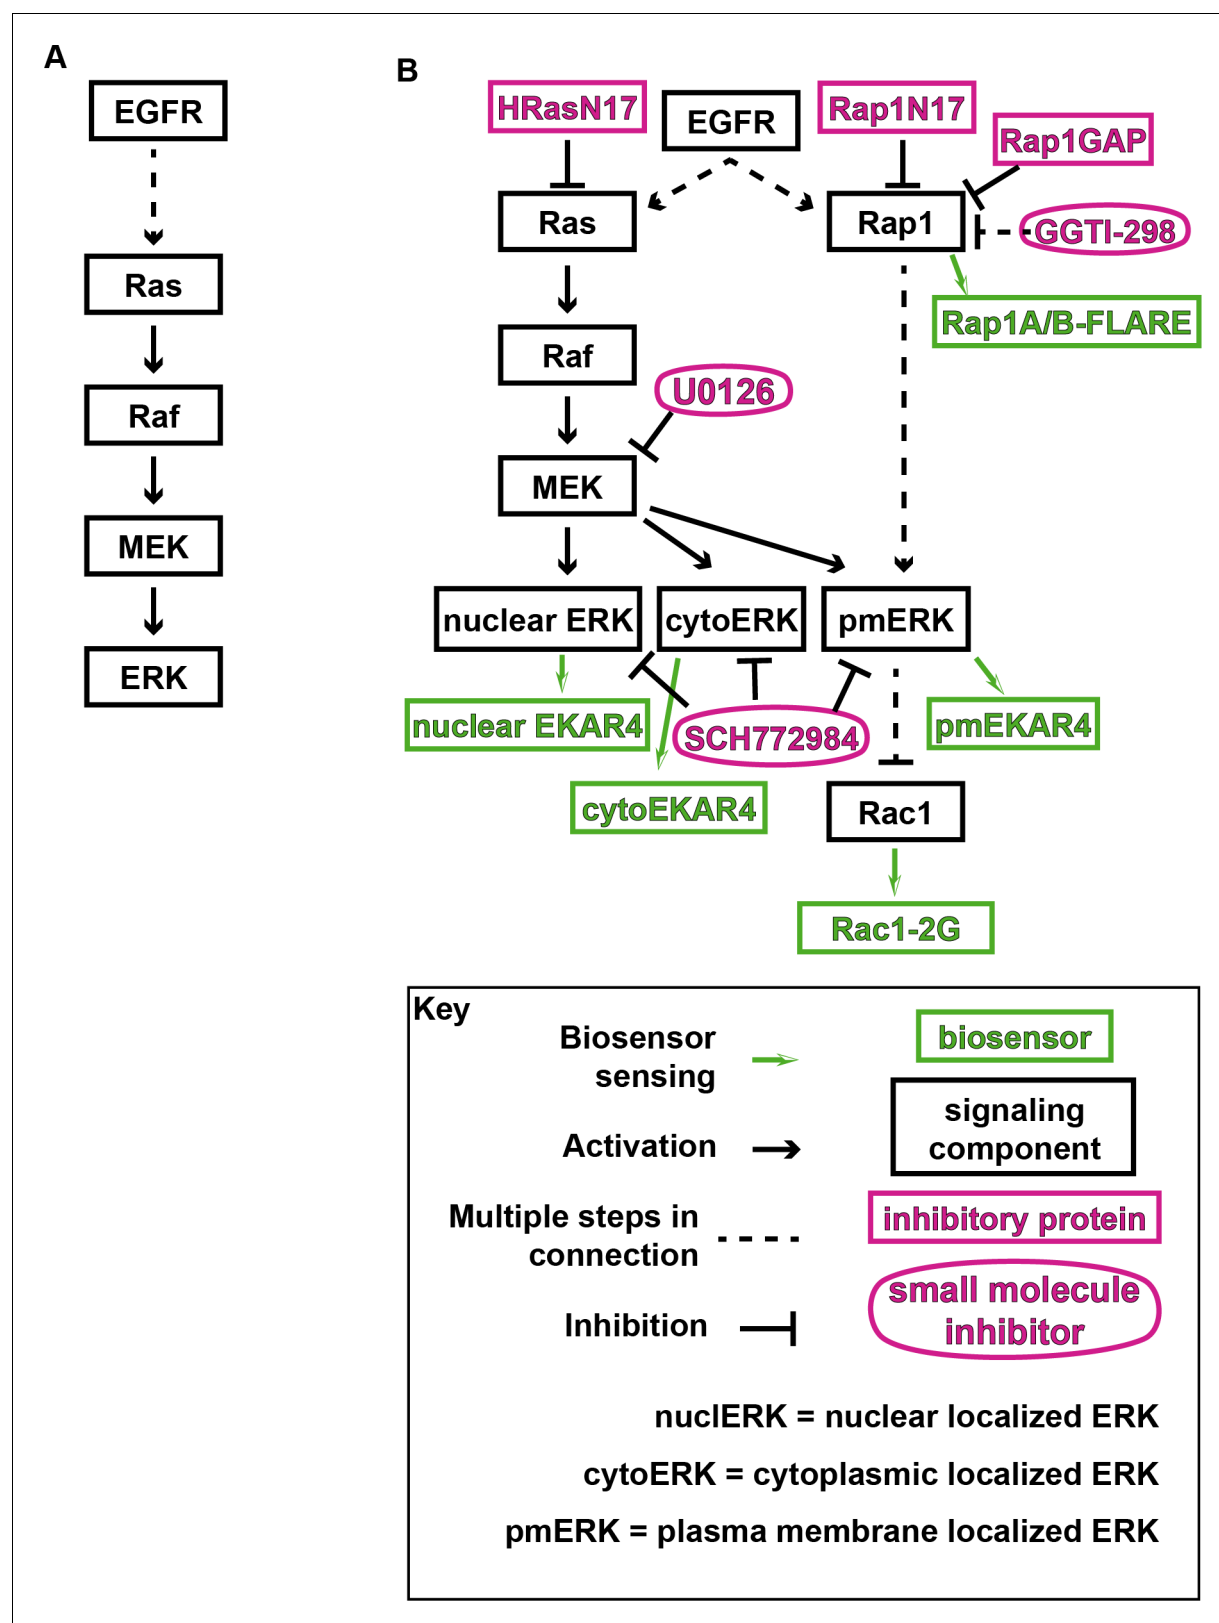 A
EGFR
Ras
Raf
MEK
ERK
B
HRasN17
EGFR
Rap1N17
Rap1GAP
Ras
Rap1
GGTI-298
Rap1A/B-FLARE
Raf
U0126
MEK
nuclear ERK
cytoERK
pmERK
nuclear EKAR4
SCH772984
pmEKAR4
cytoEKAR4
Rac1
Rac1-2G
Key
Biosensor
sensing
biosensor
signaling
component
Activation
Multiple steps in
connection
inhibitory protein
small molecule
inhibitor
Inhibition
nuclERK = nuclear localized ERK
cytoERK = cytoplasmic localized ERK
pmERK = plasma membrane localized ERK